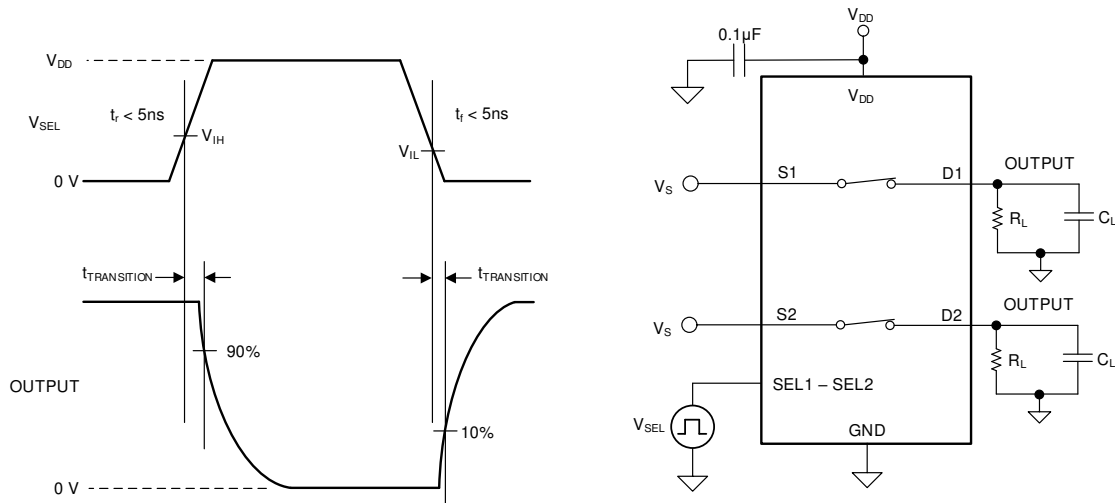 V_DD
t_r < 5ns
t_f < 5ns
V_SEL
V_IH
V_IL
0 V
t_TRANSITION
t_TRANSITION
90%
OUTPUT
10%
0 V
V_DD
0.1µF
V_DD
V_S
S1
D1
OUTPUT
R_L
C_L
V_S
S2
D2
OUTPUT
R_L
C_L
SEL1 – SEL2
V_SEL
GND